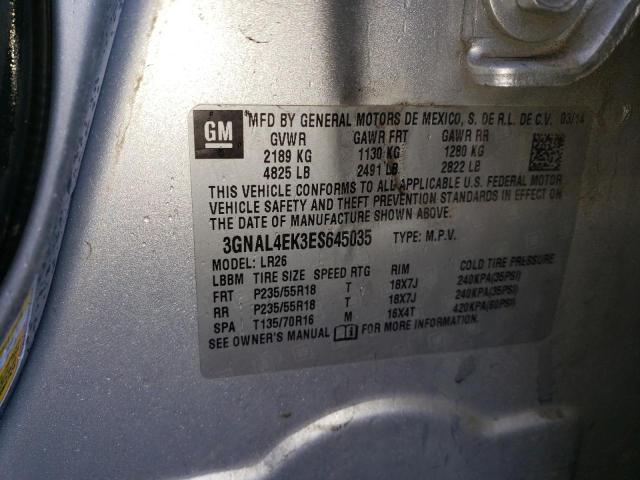 GM MFD BY GENERAL MOTORS DE MEXICO, S. DE R.L. DE C.V. 03/14
GVWR GAWR FRT GAWR RR
2189 KG 1130 KG 1280 KG
4825 LB 2491 LB 2822 LB
THIS VEHICLE CONFORMS TO ALL APPLICABLE U.S. FEDERAL MOTOR
VEHICLE SAFETY AND THEFT PREVENTION STANDARDS IN EFFECT ON
THE DATE OF MANUFACTURE SHOWN ABOVE.
3GNAL4EK3ES645035 TYPE: M.P.V.
MODEL: LR26
LBBM TIRE SIZE SPEED RTG RIM COLD TIRE PRESSURE
FRT P235/55R18 T 18X7J 240KPA(35PSI)
RR P235/55R18 T 18X7J 240KPA(35PSI)
SPA T135/70R16 M 16X4T 420KPA(60PSI)
SEE OWNER'S MANUAL FOR MORE INFORMATION.